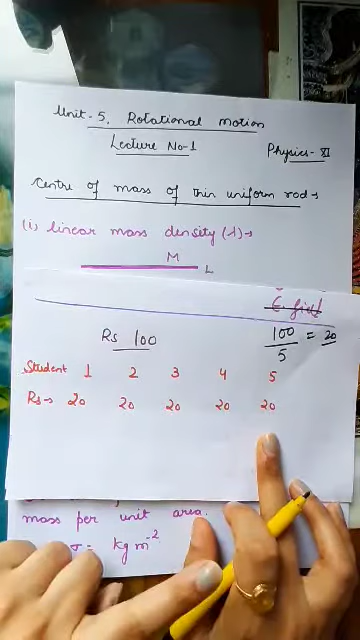 Unit-5, Rotational motion
Lecture No-1
Physics-XI
Centre of mass of thin uniform rod→
(i) linear mass density (λ)→
M
L
Rs 100
100/5 = 20
Student 1 2 3 4 5
Rs→ 20 20 20 20 20
mass per unit area.
σ = kg m⁻²